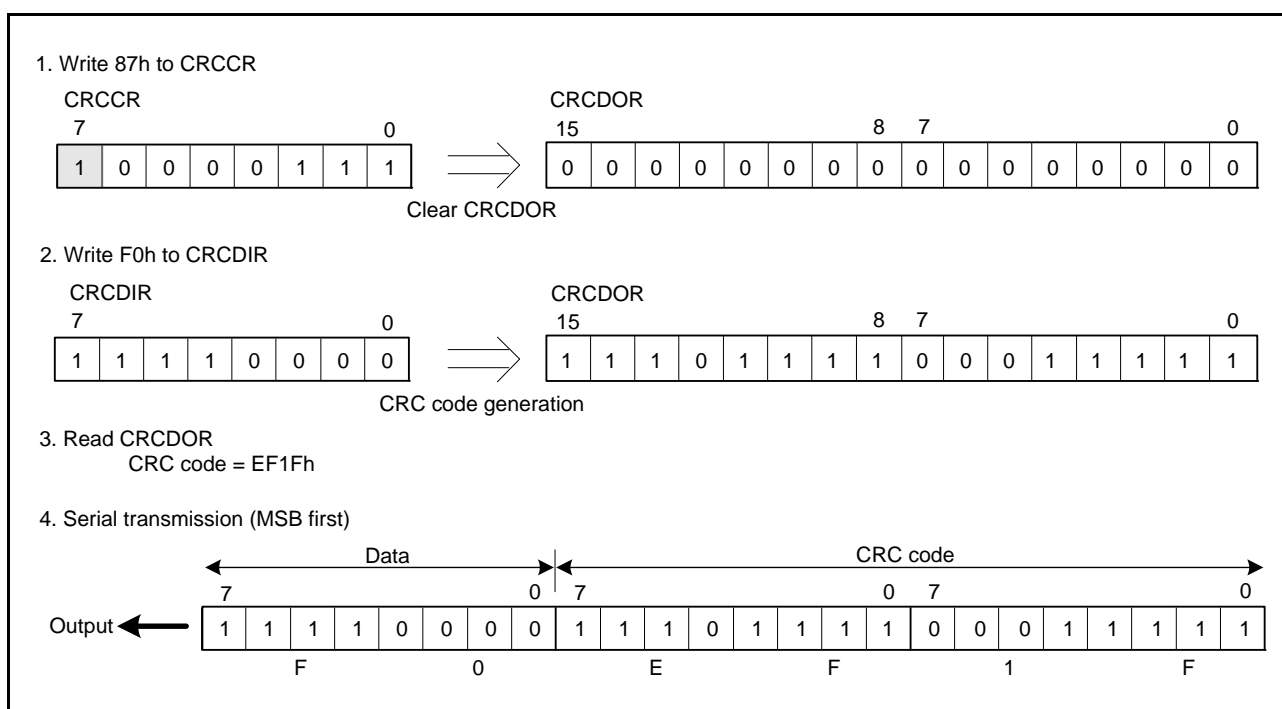 1. Write 87h to CRCCR
CRCCR CRCDOR
7 0 15 8 7 0
1 0 0 0 0 1 1 1 0 0 0 0 0 0 0 0 0 0 0 0 0 0 0 0
Clear CRCDOR
2. Write F0h to CRCDIR
CRCDIR CRCDOR
7 0 15 8 7 0
1 1 1 1 0 0 0 0 1 1 1 0 1 1 1 1 0 0 0 1 1 1 1 1
CRC code generation
3. Read CRCDOR
CRC code = EF1Fh
4. Serial transmission (MSB first)
Data CRC code
7 0 7 0 7 0
Output 1 1 1 1 0 0 0 0 1 1 1 0 1 1 1 1 0 0 0 1 1 1 1 1
F 0 E F 1 F